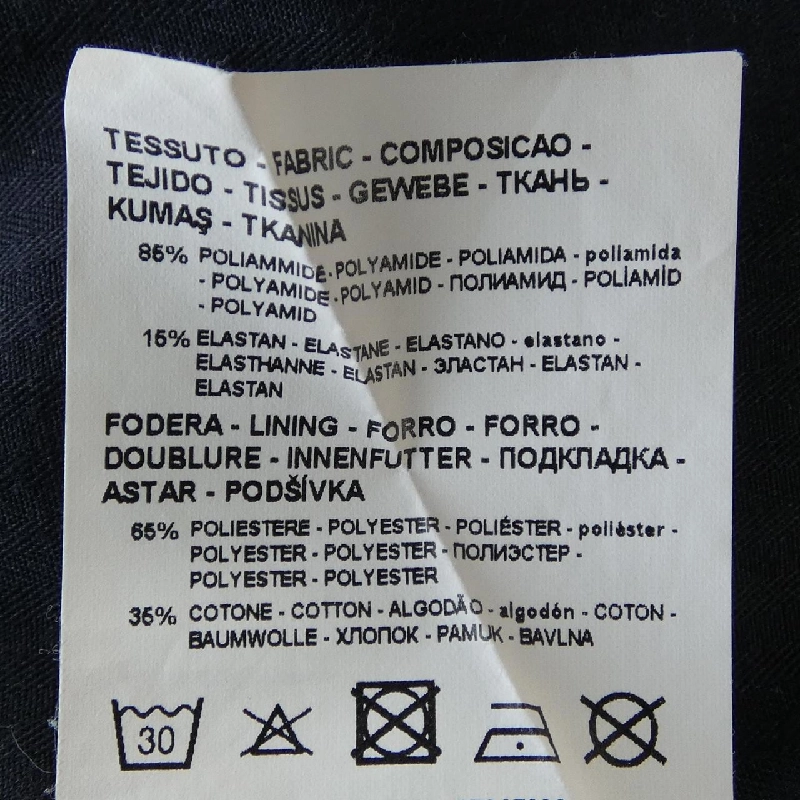 TESSUTO - FABRIC - COMPOSICAO -
TEJIDO - TISSUS - GEWEBE - ТКАНЬ -
KUMAŞ - TKANINA
85% POLIAMMIDE - POLYAMIDE - POLIAMIDA - poliamida
- POLYAMIDE - POLYAMID - ПОЛИАМИД - POLİAMİD
- POLYAMID
15% ELASTAN - ELASTANE - ELASTANO - elastano -
ELASTHANNE - ELASTAN - ЭЛАСТАН - ELASTAN -
ELASTAN
FODERA - LINING - FORRO - FORRO -
DOUBLURE - INNENFUTTER - ПОДКЛАДКА -
ASTAR - PODŠÍVKA
65% POLIESTERE - POLYESTER - POLIÉSTER - poliéster -
POLYESTER - POLYESTER - ПОЛИЭСТЕР -
POLYESTER - POLYESTER
35% COTONE - COTTON - ALGODÃO - algodón - COTON -
BAUMWOLLE - ХЛОПОК - PAMUK - BAVLNA
30